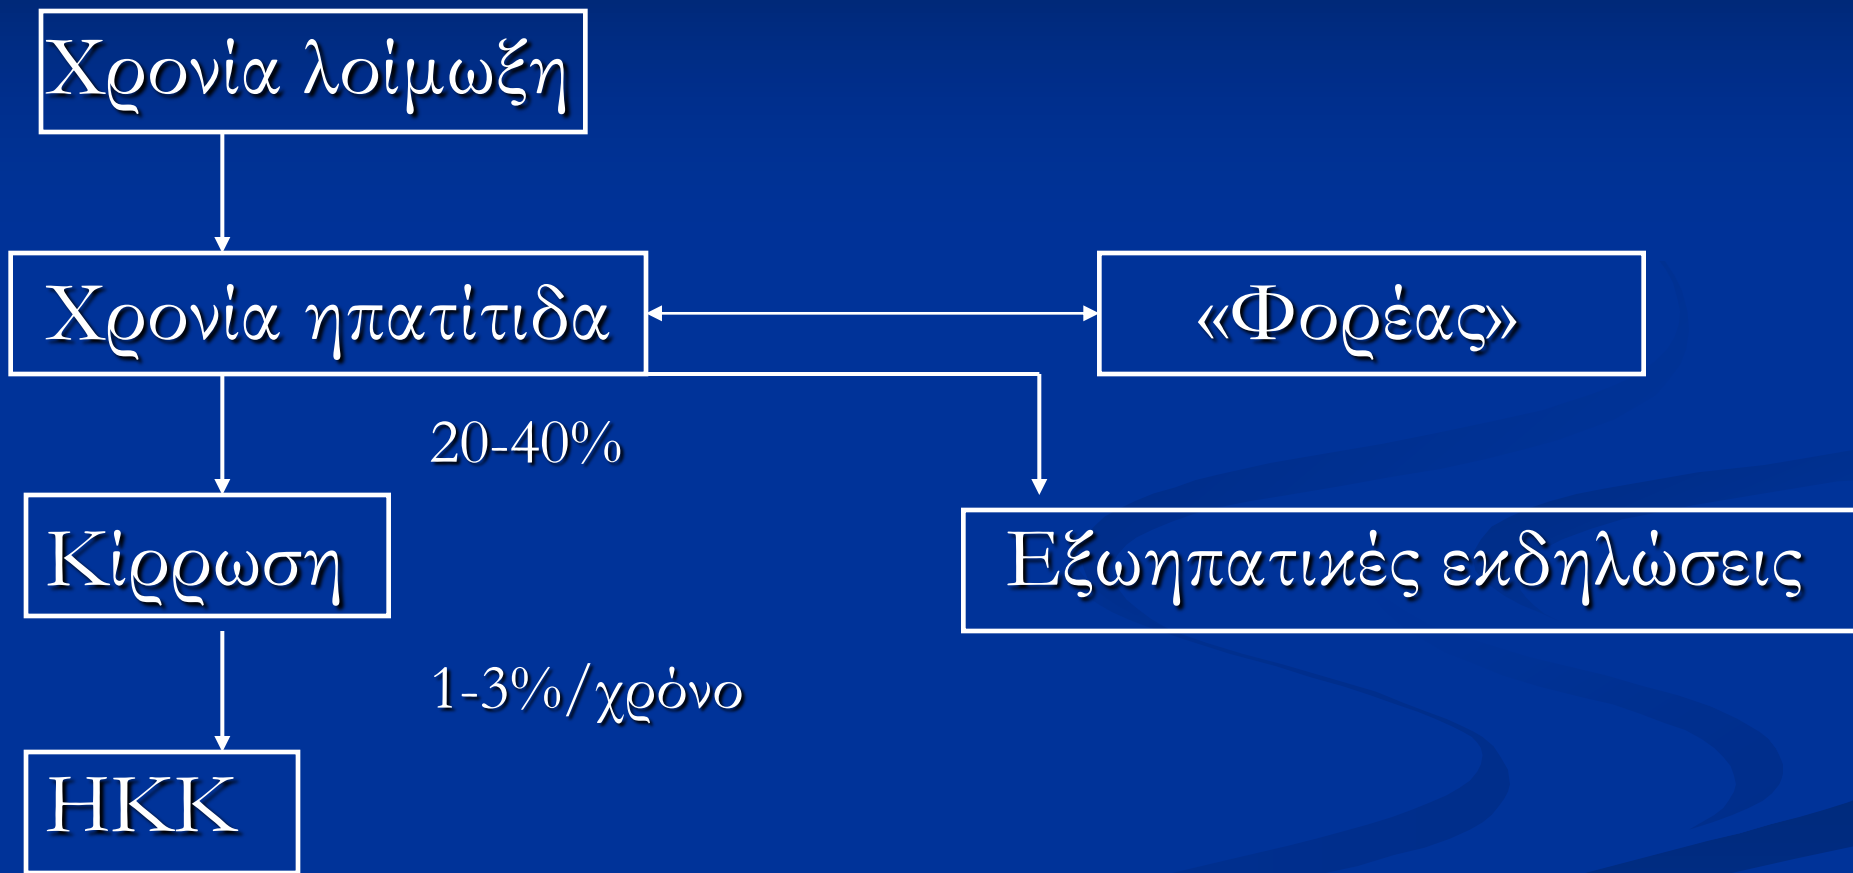 Χρονία λοίμωξη
Χρονία ηπατίτιδα
«Φορέας»
20-40%
Κίρρωση
Εξωηπατικές εκδηλώσεις
1-3%/χρόνο
ΗΚΚ